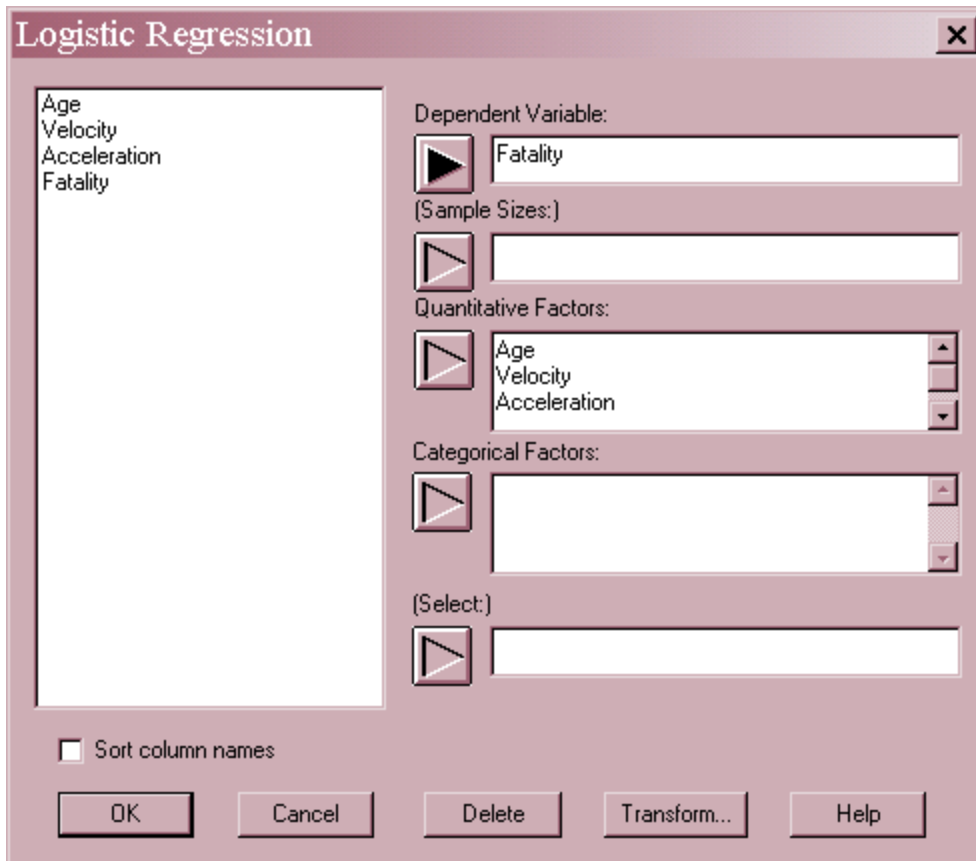 Logistic Regression
Age
Velocity
Acceleration
Fatality
Dependent Variable:
Fatality
(Sample Sizes:)
Quantitative Factors:
Age
Velocity
Acceleration
Categorical Factors:
(Select:)
Sort column names
OK
Cancel
Delete
Transform...
Help